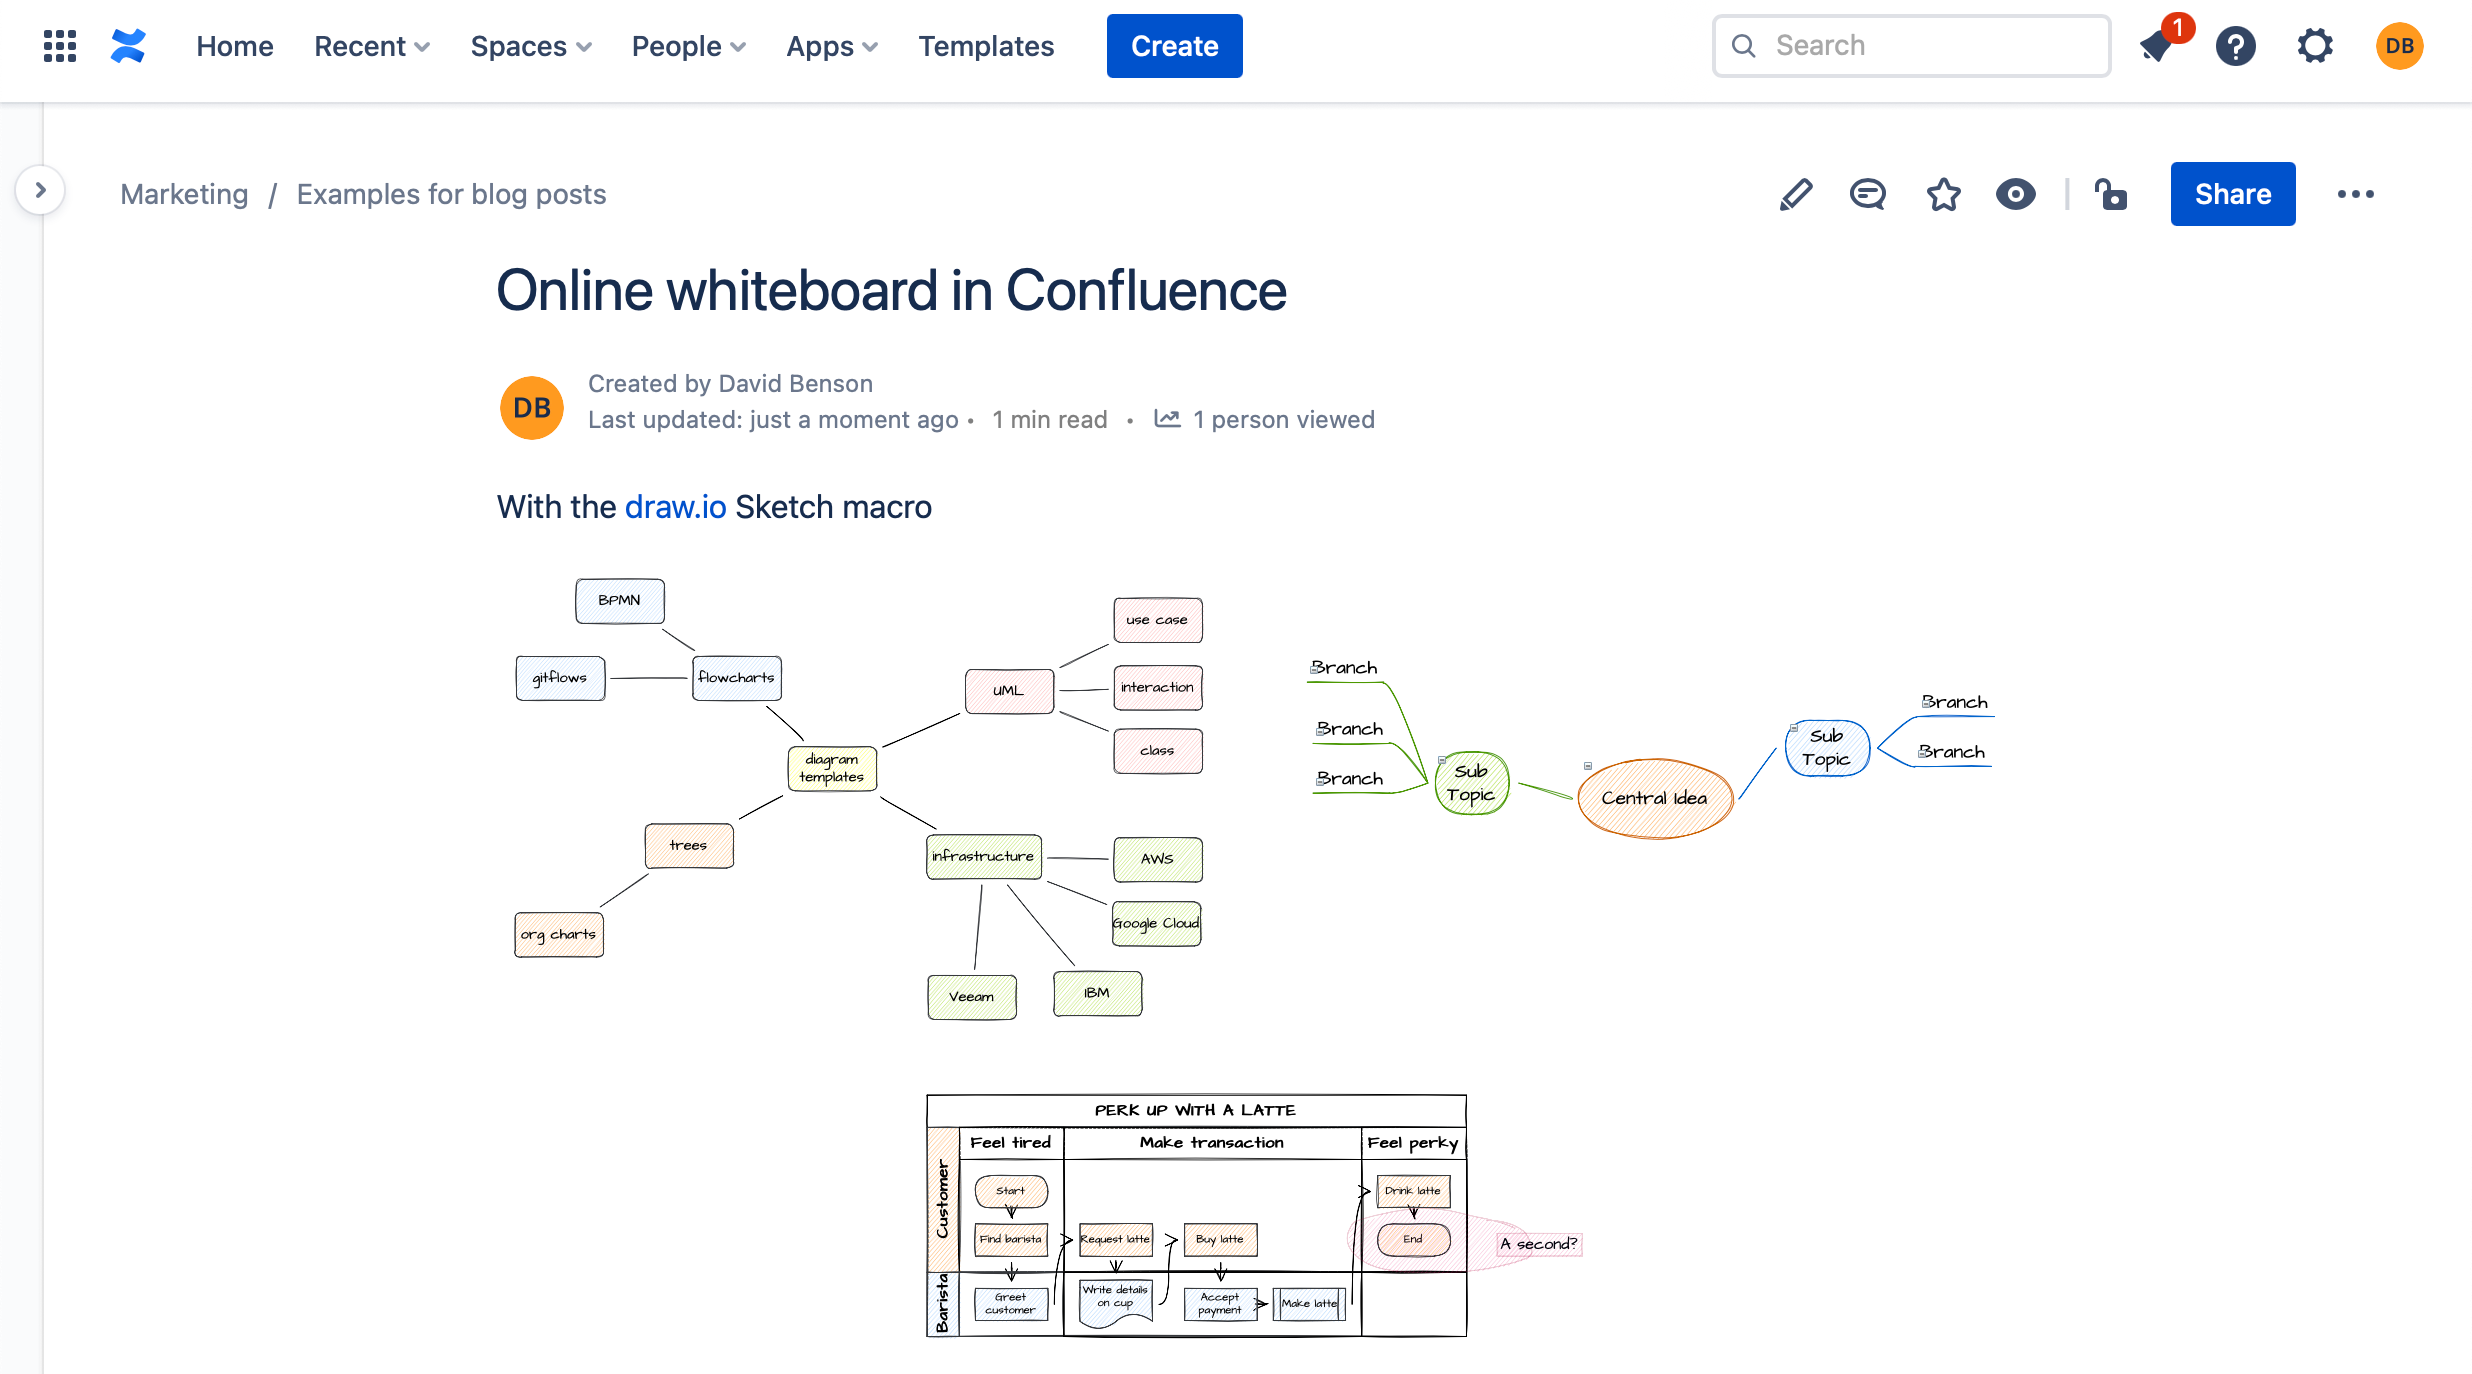 Home Recent Spaces People Apps Templates Create Search 1 DB
Marketing / Examples for blog posts Share
Online whiteboard in Confluence
DB
Created by David Benson
Last updated: just a moment ago • 1 min read • 1 person viewed
With the draw.io Sketch macro
BPMN
gitflows
flowcharts
UML
use case
interaction
class
diagram
templates
trees
org charts
infrastructure
AWS
Google Cloud
Veeam
IBM
Branch
Branch
Branch
Sub
Topic
Central Idea
Sub
Topic
Branch
Branch
PERK UP WITH A LATTE
Feel tired Make transaction Feel perky
Customer
Start
Drink latte
Find barista
Request latte
Buy latte
End
A second?
Barista
Greet
customer
Write details
on cup
Accept
payment
Make latte